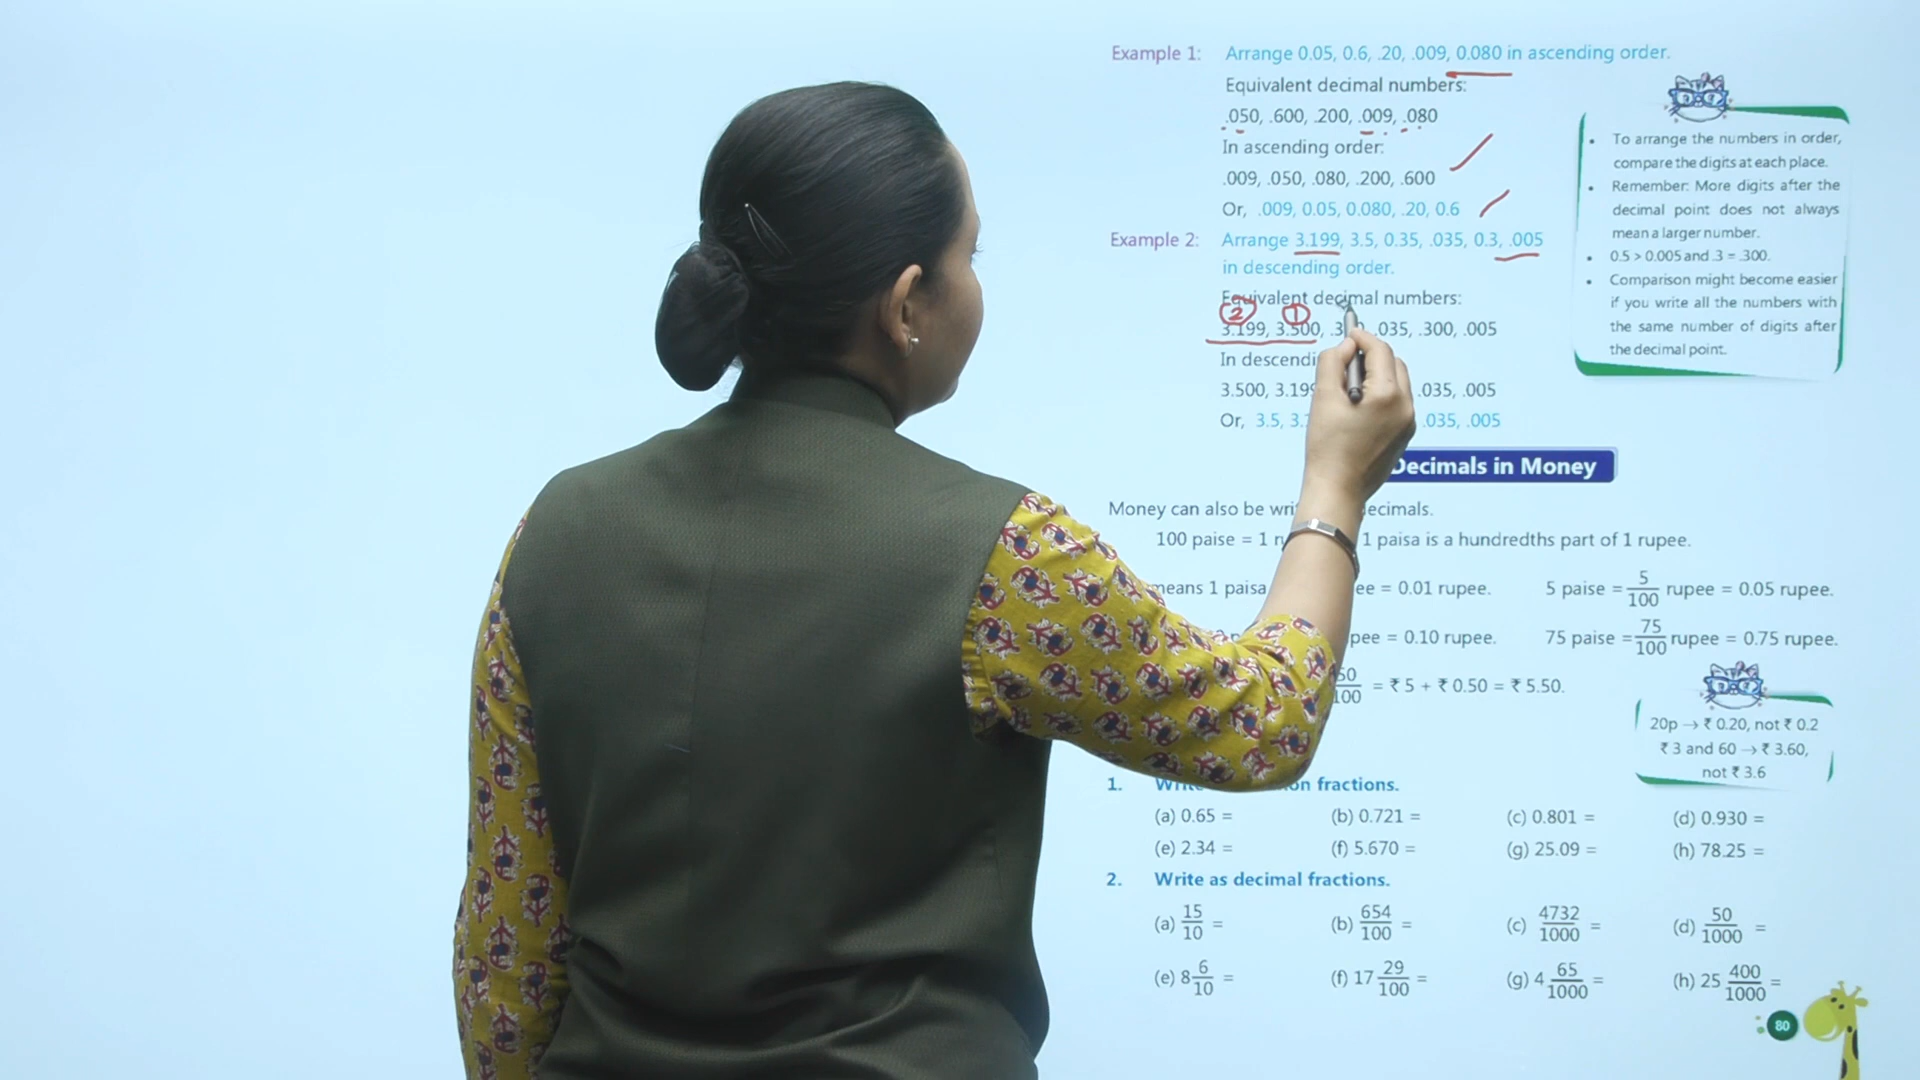 Example 1: Arrange 0.05, 0.6, .20, .009, 0.080 in ascending order.
Equivalent decimal numbers:
.050, .600, .200, .009, .080
In ascending order:
.009, .050, .080, .200, .600
Or, .009, 0.05, 0.080, .20, 0.6
Example 2: Arrange 3.199, 3.5, 0.35, .035, 0.3, .005
in descending order.
Equivalent decimal numbers:
2 1
3.199, 3.500, .035, .300, .005
In
3.500, .035, .005
Or, 3.5, .035, .005
• To arrange the numbers in order,
compare the digits at each place.
• Remember: More digits after the
decimal point does not always
mean a larger number.
• 0.5 > 0.005 and .3 = .300.
• Comparison might become easier
if you write all the numbers with
the same number of digits after
the decimal point.
Decimals in Money
Money can also be decimals.
100 paise = 1 1 paisa is a hundredths part of 1 rupee.
means 1 paisa = 0.01 rupee. 5 paise = 5/100 rupee = 0.05 rupee.
= 0.10 rupee. 75 paise = 75/100 rupee = 0.75 rupee.
= ₹ 5 + ₹ 0.50 = ₹ 5.50.
20p → ₹ 0.20, not ₹ 0.2
₹ 3 and 60 → ₹ 3.60,
not ₹ 3.6
1. fractions.
(a) 0.65 = (b) 0.721 = (c) 0.801 = (d) 0.930 =
(e) 2.34 = (f) 5.670 = (g) 25.09 = (h) 78.25 =
2. Write as decimal fractions.
(a) 15/10 = (b) 654/100 = (c) 4732/1000 = (d) 50/1000 =
(e) 8 6/10 = (f) 17 29/100 = (g) 4 65/1000 = (h) 25 400/1000 =
80